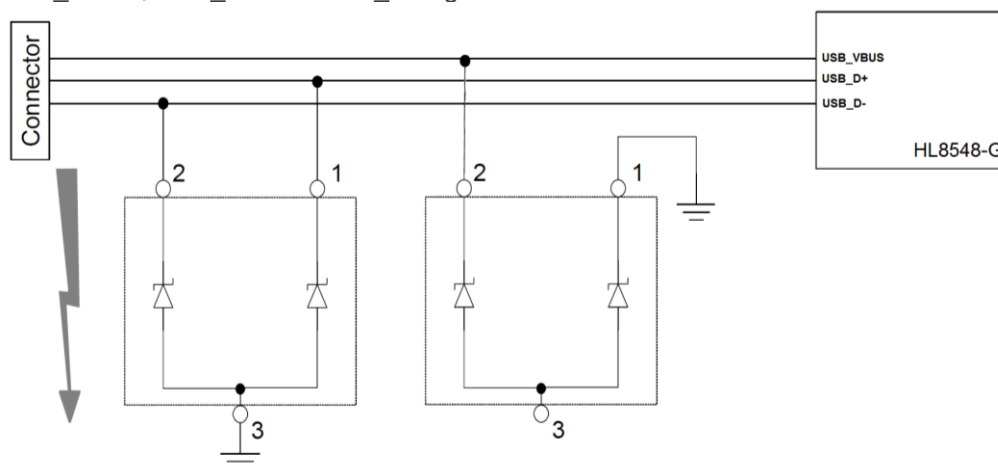 Connector
USB_VBUS
USB_D+
USB_D-
HL8548-G
2
1
2
1
3
3